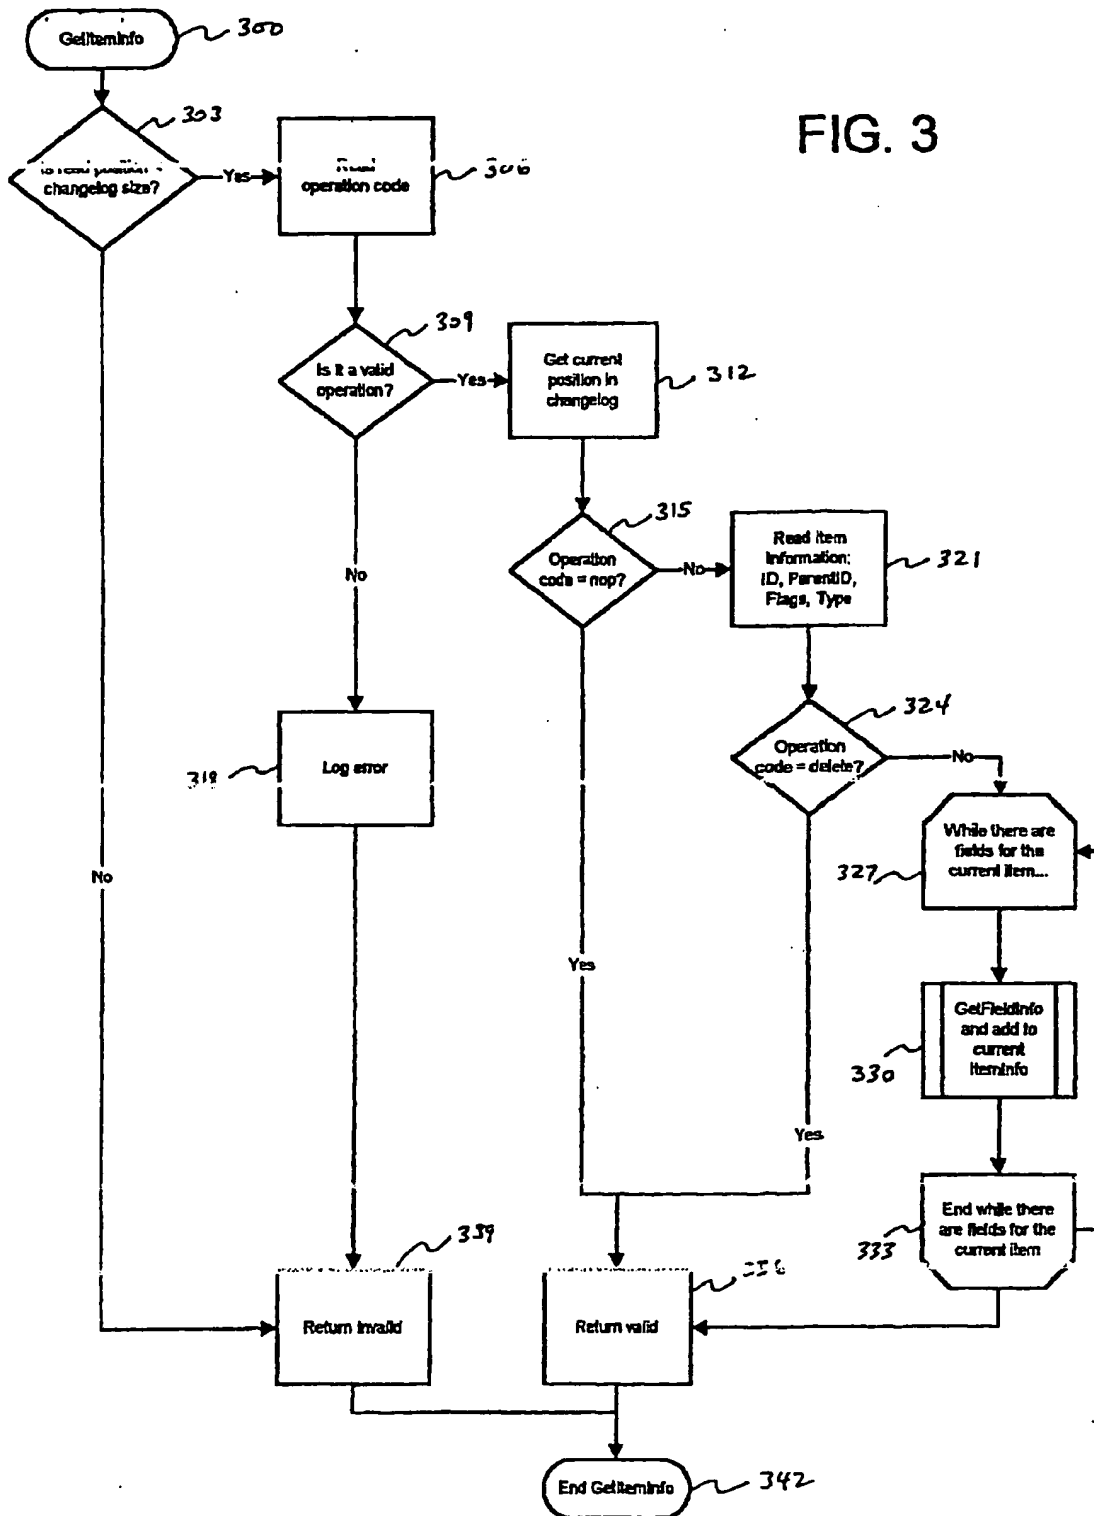 GetItemInfo
300
FIG. 3
303
changelog size?
Yes
operation code
306
309
Is it a valid
operation?
Yes
Get current
position in
changelog
312
315
Operation
code = nop?
No
Read item
Information:
ID, ParentID,
Flags, Type
321
No
324
Operation
code = delete?
No
Log error
318
While there are
fields for the
current item...
327
No
Yes
GetFieldInfo
and add to
current
ItemInfo
330
Yes
End while there
are fields for the
current item
333
339
Return invalid
Return valid
End GetItemInfo
342